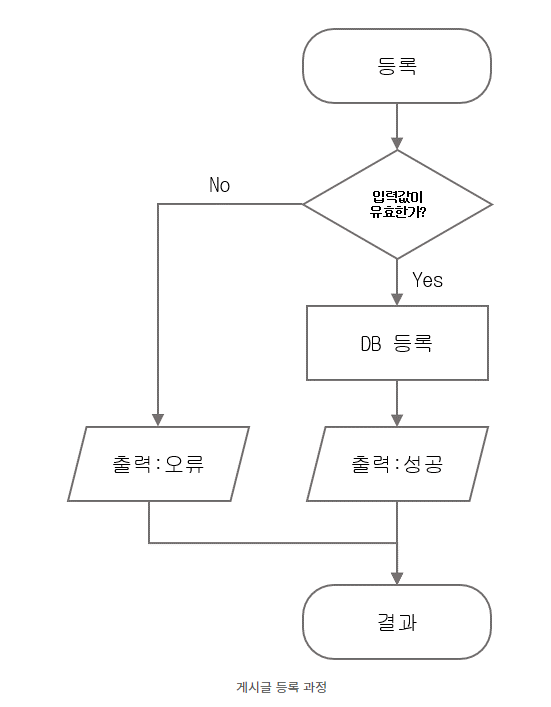 등록
입력값이
유효한가?
No
Yes
DB 등록
출력:오류
출력:성공
결과
게시글 등록 과정